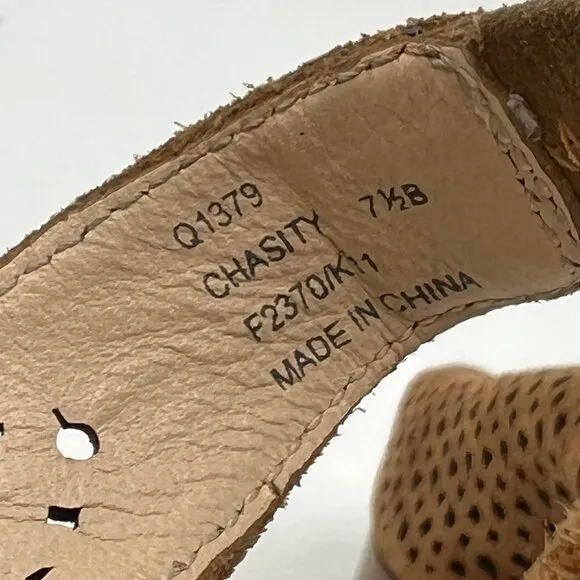 Q1379
CHASITY 7½B
F2370/K11
MADE IN CHINA